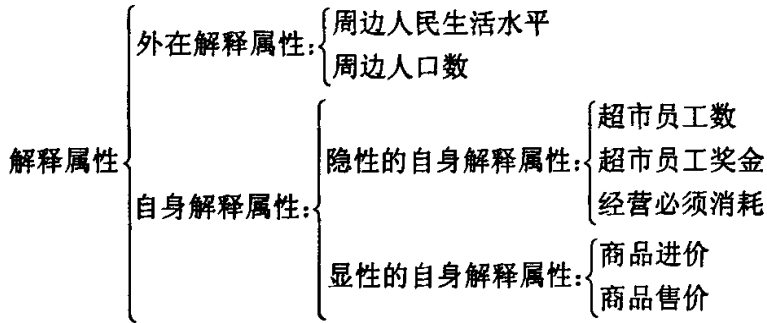 解释属性
外在解释属性:
周边人民生活水平
周边人口数
自身解释属性:
隐性的自身解释属性:
超市员工数
超市员工奖金
经营必须消耗
显性的自身解释属性:
商品进价
商品售价